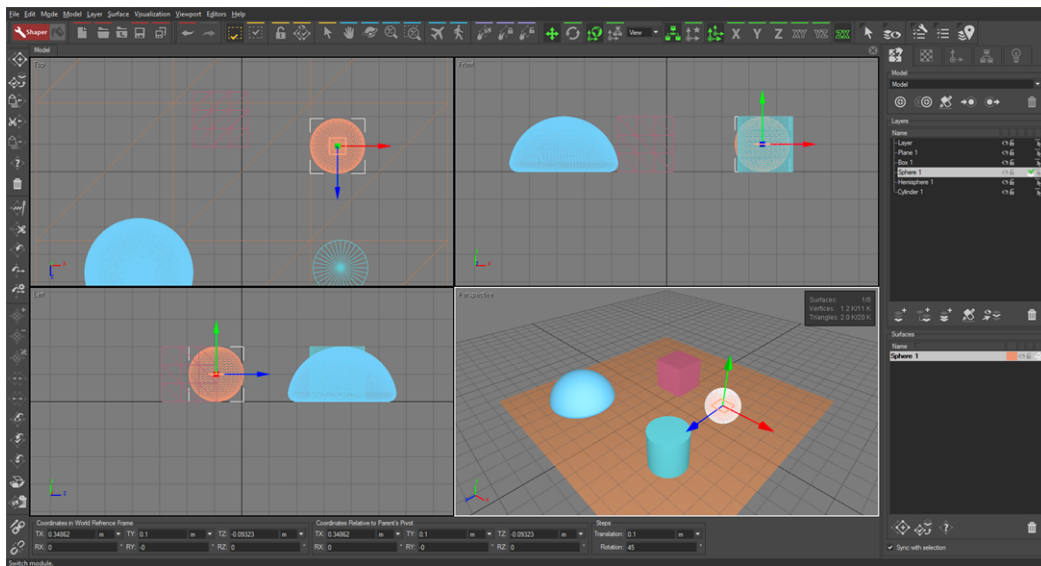 File Edit Mode Model Layer Surface Visualization Viewport Editors Help
Shaper View X Y Z XY YZ ZX
Model
Top
Front
Left
Perspective
Surfaces: 1/5
Vertices: 1.2 K/11 K
Triangles: 2.0 K/20 K
Model
Model
Layers
Name
Layer
Plane 1
Box 1
Sphere 1
Hemisphere 1
Cylinder 1
Surfaces
Name
Sphere 1
Sync with selection
Coordinates in World Refrence Frame
TX: 0.34862 m TY: 0.1 m TZ: -0.09323 m
RX: 0 ° RY: -0 ° RZ: 0 °
Coordinates Relative to Parent's Pivot
TX: 0.34862 m TY: 0.1 m TZ: -0.09323 m
RX: 0 ° RY: -0 ° RZ: 0 °
Steps
Translation: 0.1 m
Rotation: 45 °
Switch module.